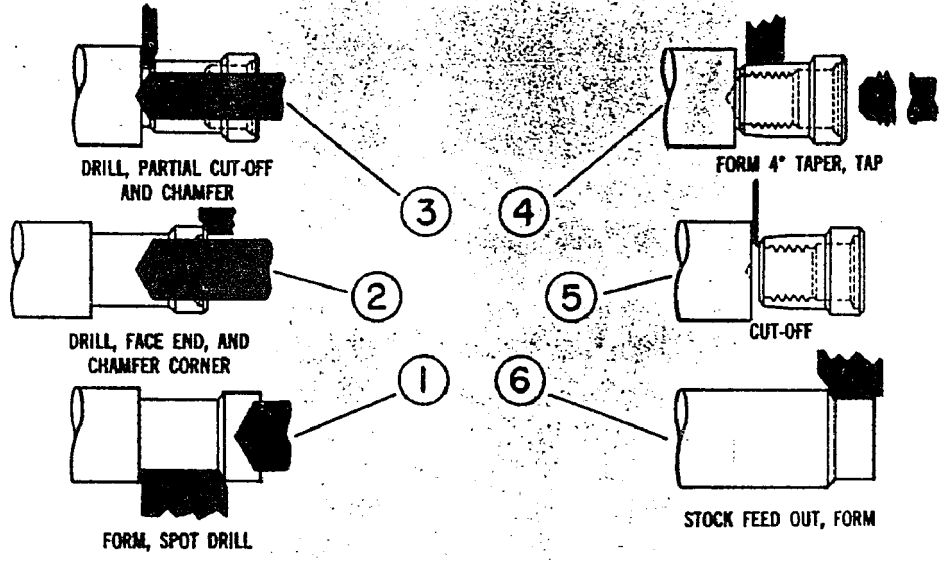 DRILL, PARTIAL CUT-OFF
AND CHAMFER
3
DRILL, FACE END, AND
CHAMFER CORNER
2
FORM, SPOT DRILL
1
FORM 4° TAPER, TAP
4
CUT-OFF
5
STOCK FEED OUT, FORM
6